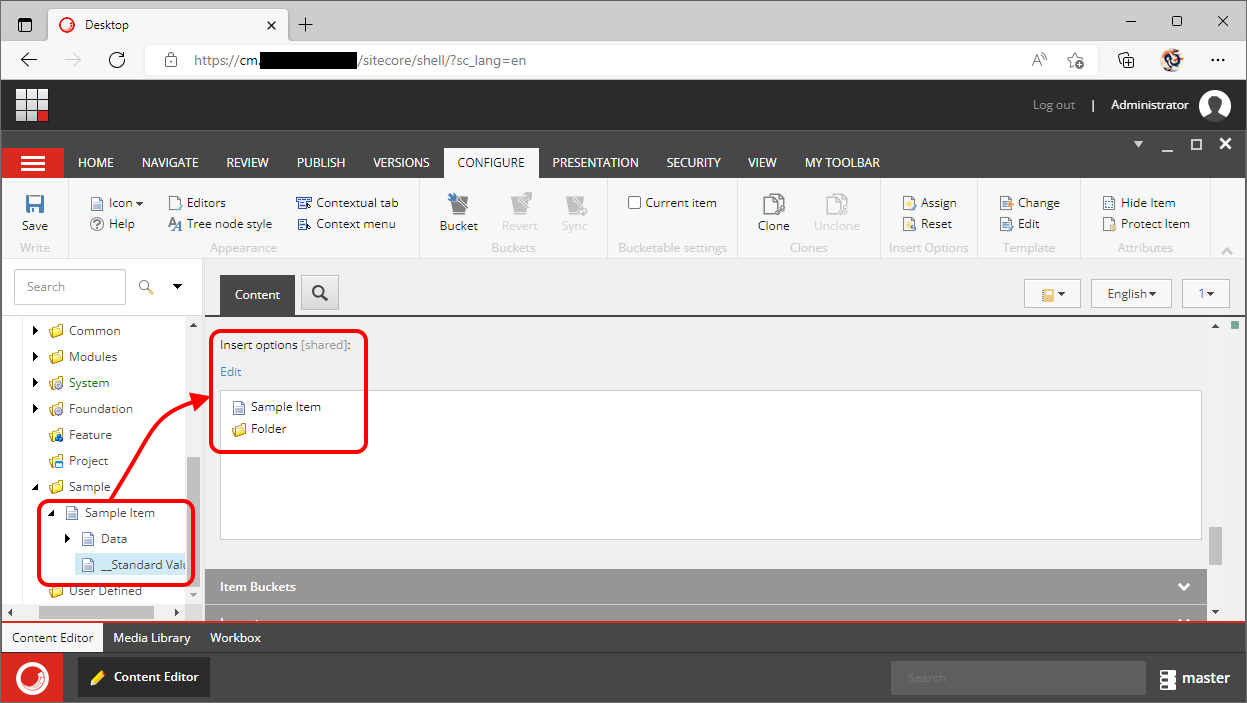 Desktop
https://cm. /sitecore/shell/?sc_lang=en
Log out | Administrator
HOME NAVIGATE REVIEW PUBLISH VERSIONS CONFIGURE PRESENTATION SECURITY VIEW MY TOOLBAR
Icon Editors Contextual tab Current item Assign Change Hide Item
Save Help Tree node style Context menu Bucket Revert Sync Clone Unclone Reset Edit Protect Item
Write Appearance Buckets Bucketable settings Clones Insert Options Template Attributes
Search Content English 1
Common
Modules
System
Foundation
Feature
Project
Sample
Sample Item
Data
__Standard Valu
User Defined
Insert options [shared]:
Edit
Sample Item
Folder
Item Buckets
Content Editor Media Library Workbox
Content Editor Search master